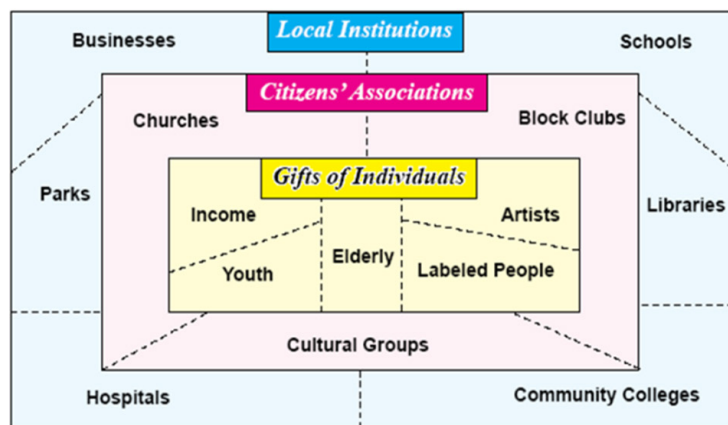 Local Institutions
Businesses
Schools
Citizens' Associations
Churches
Block Clubs
Gifts of Individuals
Income
Artists
Parks
Libraries
Elderly
Youth
Labeled People
Cultural Groups
Hospitals
Community Colleges